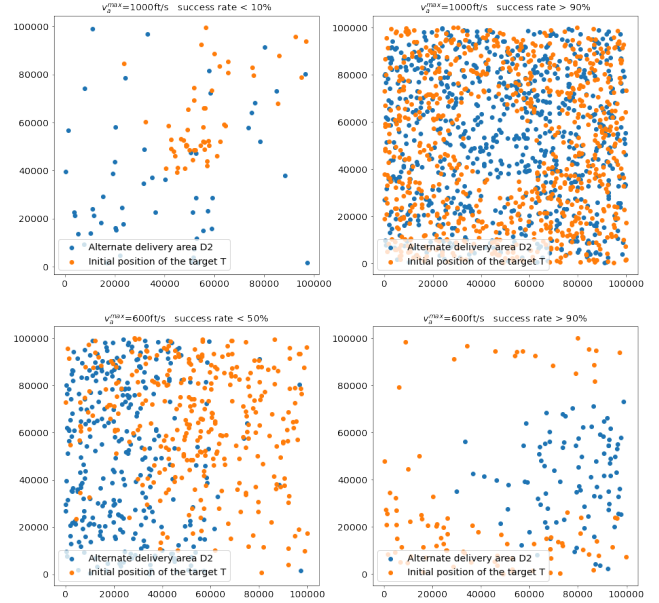 v_a^max=1000ft/s success rate < 10%
100000
80000
60000
40000
20000
0
Alternate delivery area D2
Initial position of the target T
0 20000 40000 60000 80000 100000
v_a^max=1000ft/s success rate > 90%
100000
80000
60000
40000
20000
0
Alternate delivery area D2
Initial position of the target T
0 20000 40000 60000 80000 100000
v_a^max=600ft/s success rate < 50%
100000
80000
60000
40000
20000
0
Alternate delivery area D2
Initial position of the target T
0 20000 40000 60000 80000 100000
v_a^max=600ft/s success rate > 90%
100000
80000
60000
40000
20000
0
Alternate delivery area D2
Initial position of the target T
0 20000 40000 60000 80000 100000